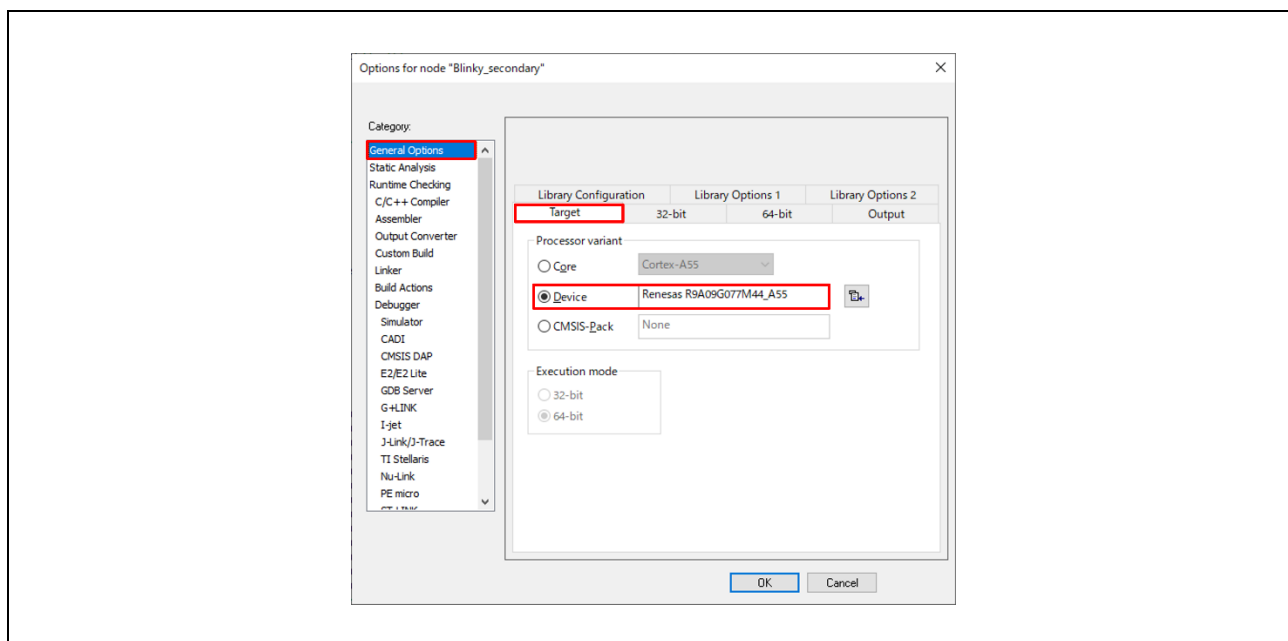 Options for node "Blinky_secondary"
Category:
General Options
Static Analysis
Runtime Checking
C/C++ Compiler
Assembler
Output Converter
Custom Build
Linker
Build Actions
Debugger
Simulator
CADI
CMSIS DAP
E2/E2 Lite
GDB Server
G+LINK
I-jet
J-Link/J-Trace
TI Stellaris
Nu-Link
PE micro
ST-LINK
Library Configuration Library Options 1 Library Options 2
Target 32-bit 64-bit Output
Processor variant
Core Cortex-A55
Device Renesas R9A09G077M44_A55
CMSIS-Pack None
Execution mode
32-bit
64-bit
OK Cancel